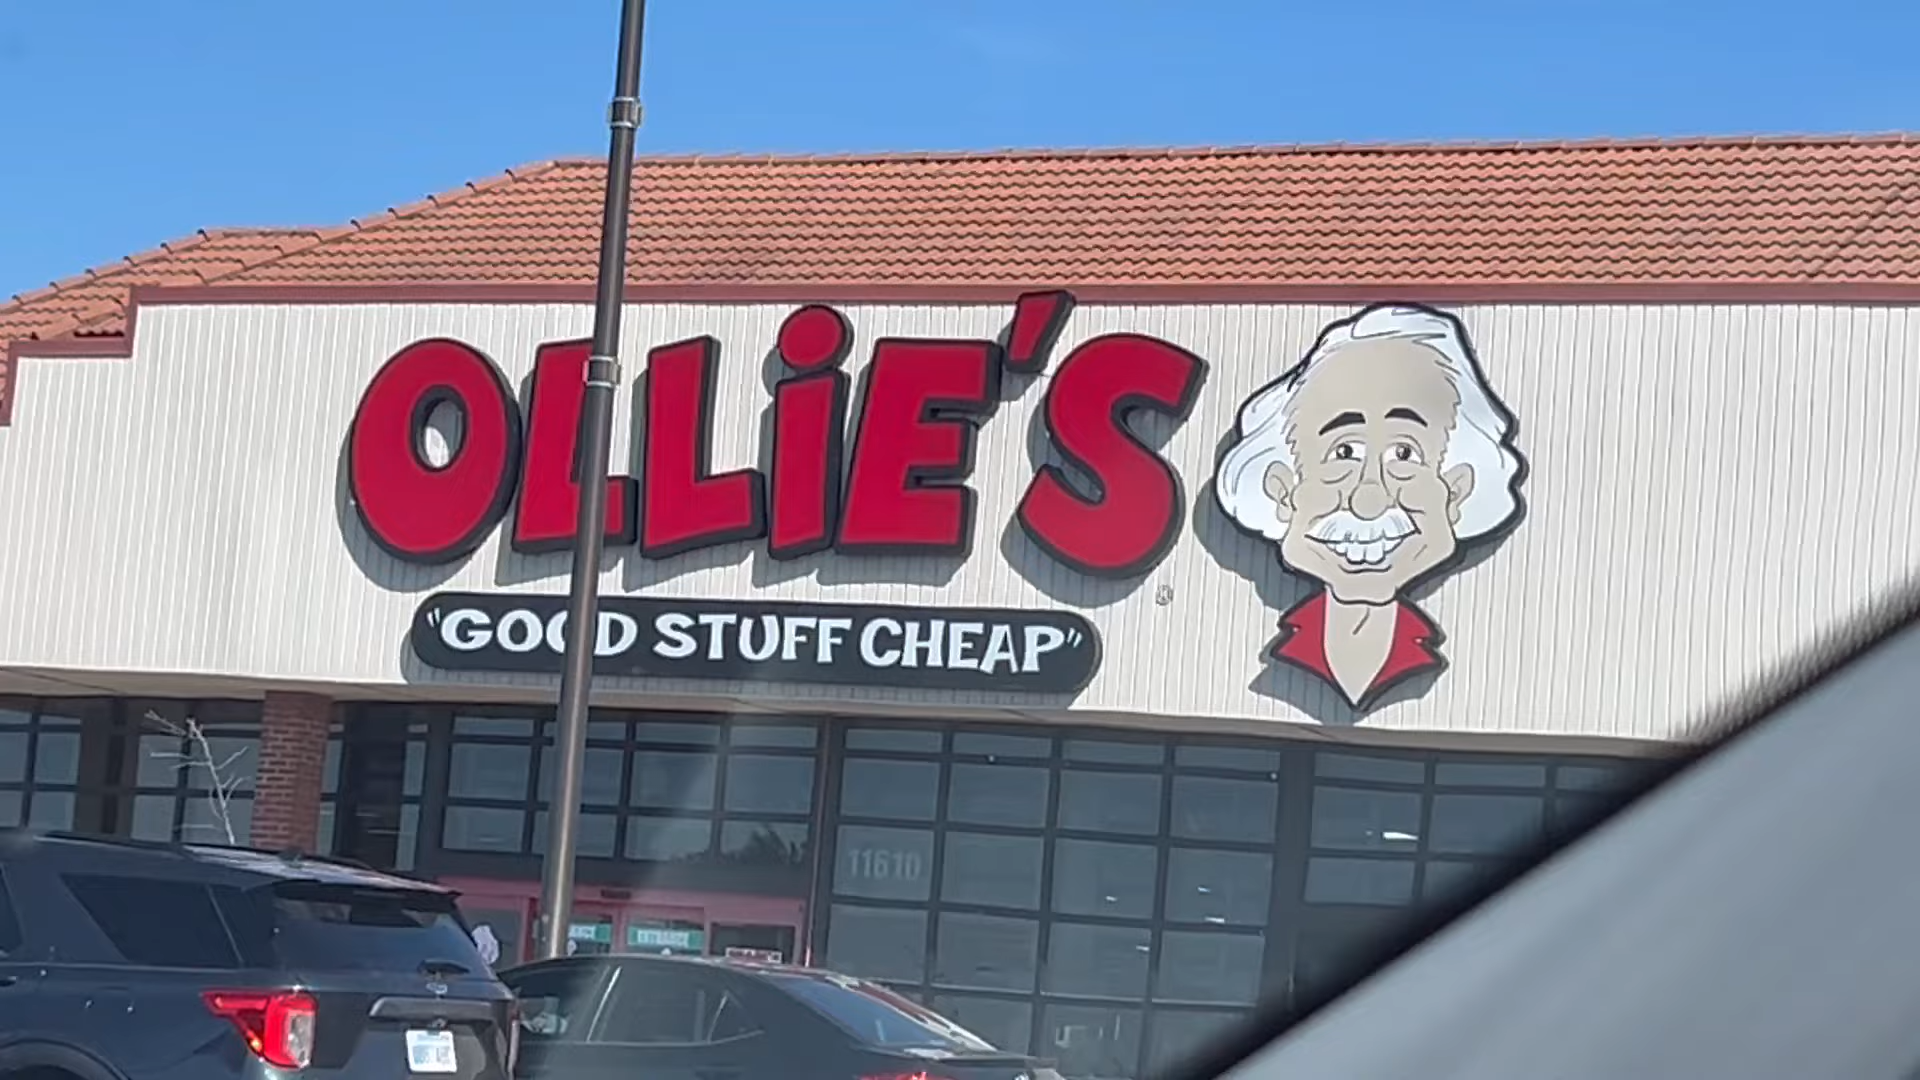 OLLiE'S
®
"GOOD STUFF CHEAP"
11610
ENTRANCE